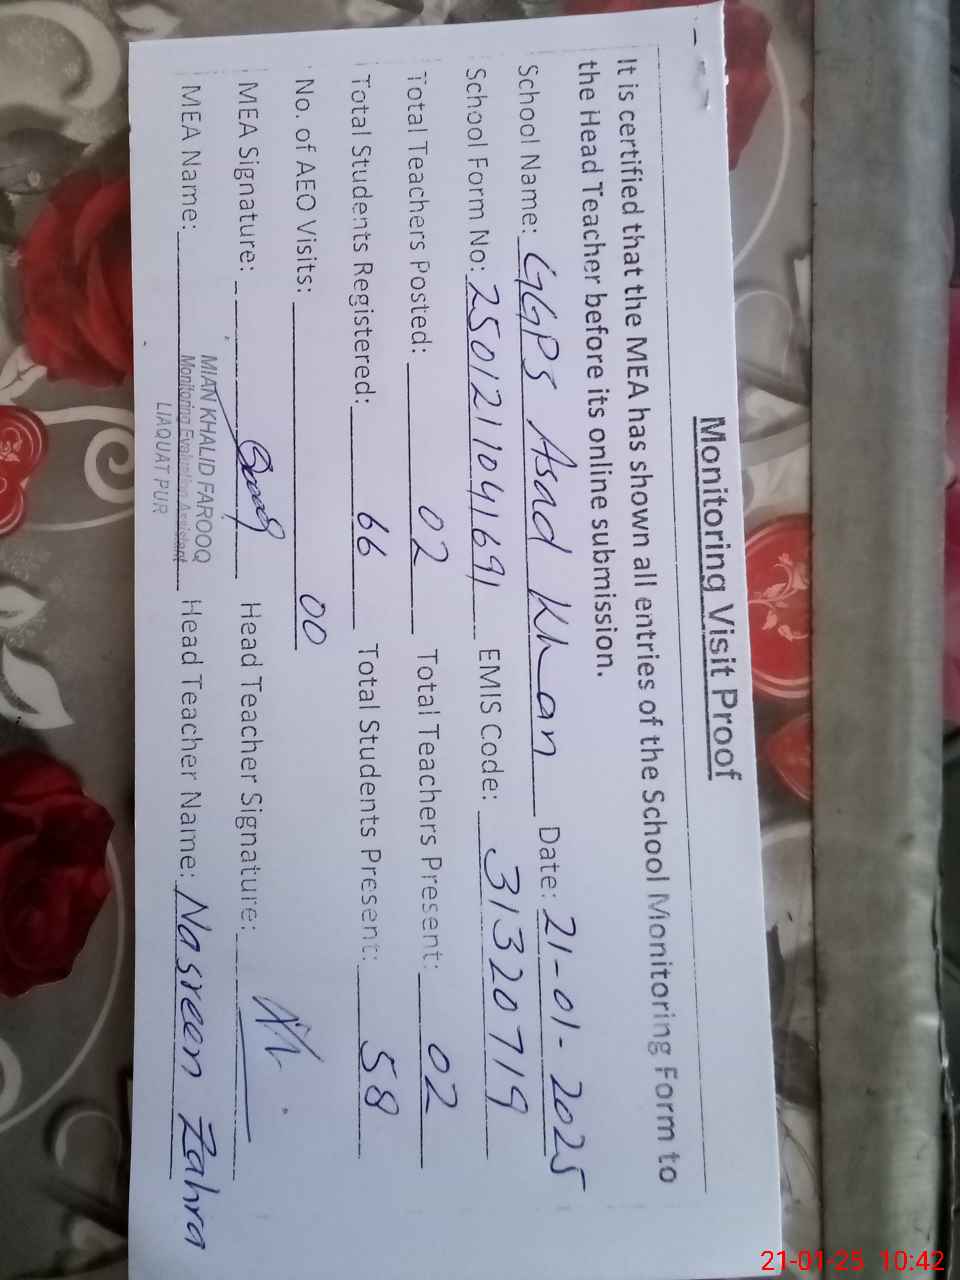 Monitoring Visit Proof
It is certified that the MEA has shown all entries of the School Monitoring Form to
the Head Teacher before its online submission.
School Name: GGPS Asad Khan Date: 21-01-2025
School Form No: 2501211041691 EMIS Code: 31320719
Total Teachers Posted: 02 Total Teachers Present: 02
Total Students Registered: 66 Total Students Present: 58
No. of AEO Visits: 00
MEA Signature: Head Teacher Signature:
MIAN KHALID FAROOQ
MEA Name: Monitoring Evaluation Assistant Head Teacher Name: Nasreen Zahra
LIAQUAT PUR
21-01-25 10:42